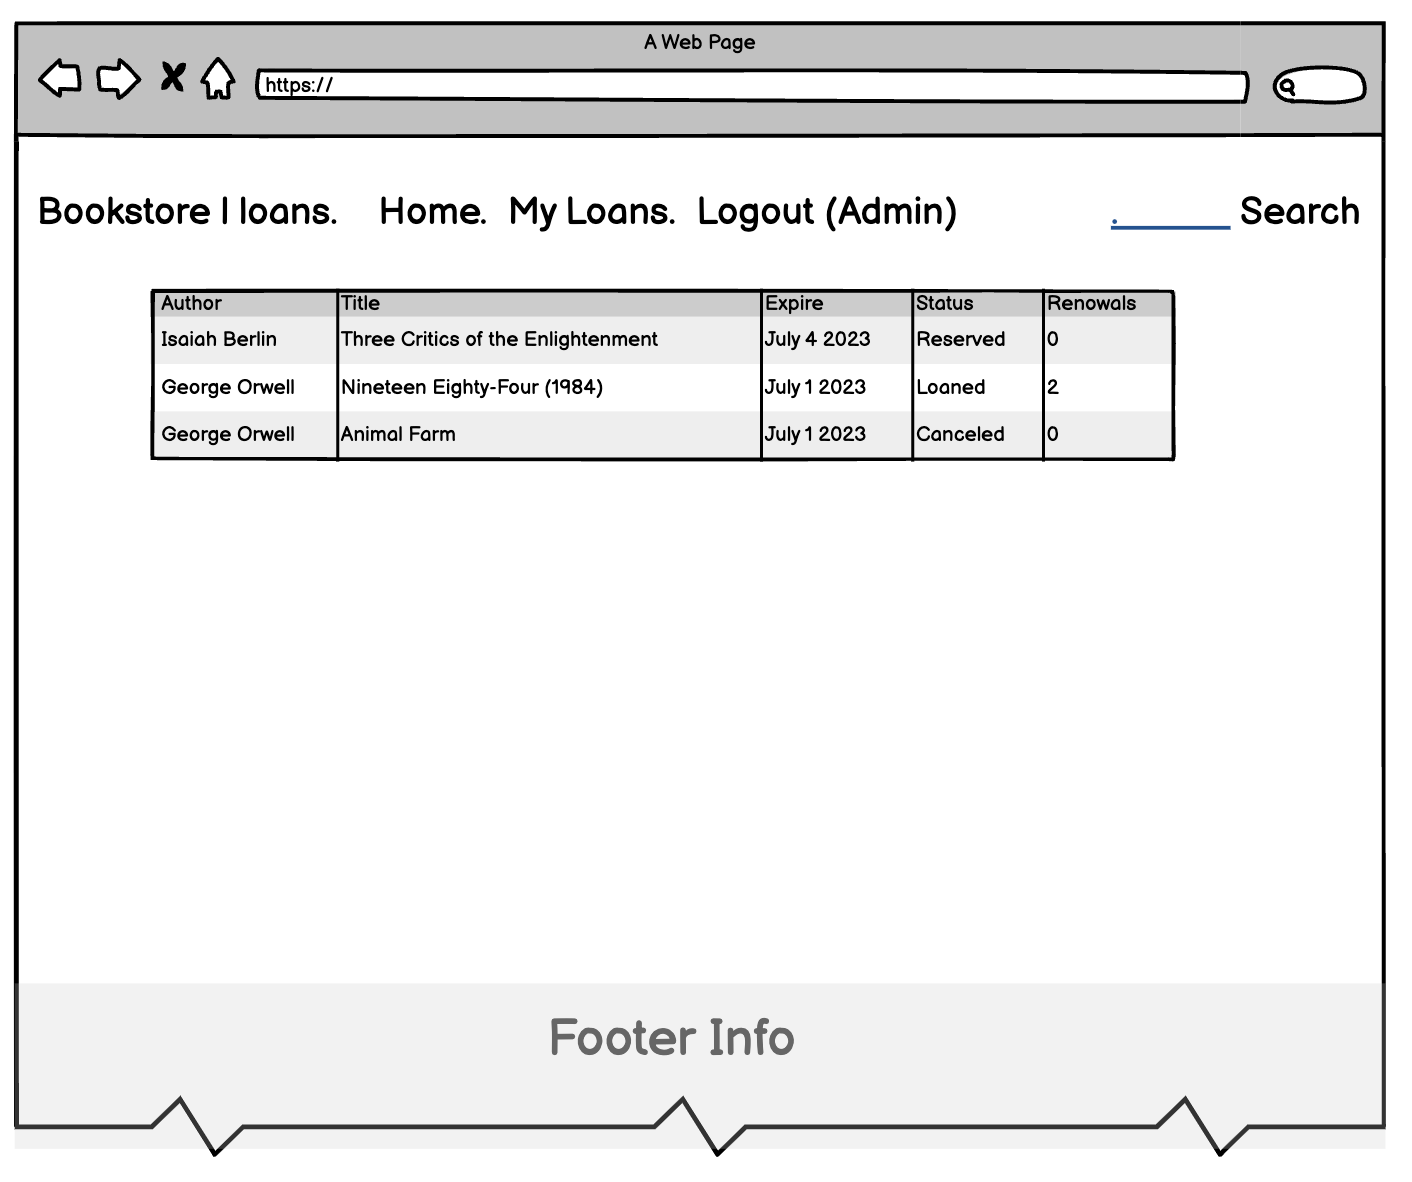 A Web Page
https://
Bookstore I loans. Home. My Loans. Logout (Admin) . Search
Author Title Expire Status Renowals
Isaiah Berlin Three Critics of the Enlightenment July 4 2023 Reserved 0
George Orwell Nineteen Eighty-Four (1984) July 1 2023 Loaned 2
George Orwell Animal Farm July 1 2023 Canceled 0
Footer Info